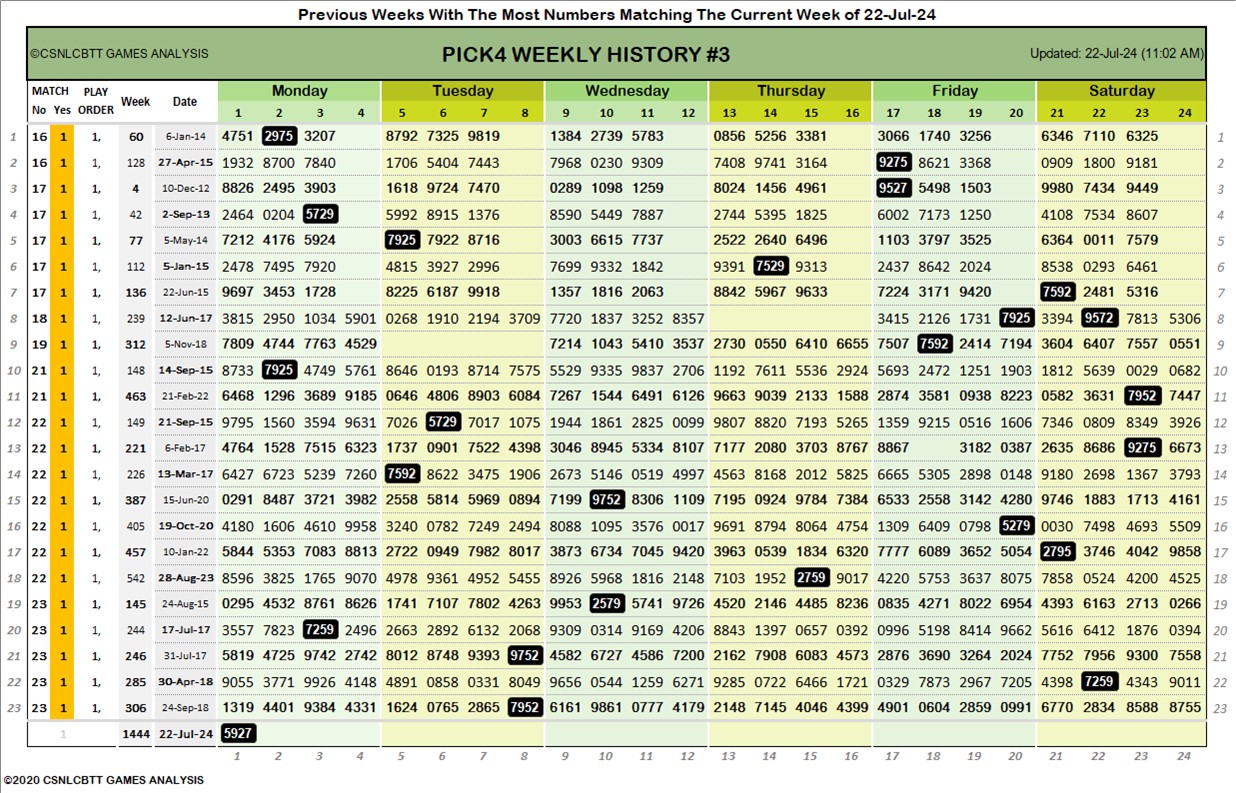 Previous Weeks With The Most Numbers Matching The Current Week of 22-Jul-24
©CSNLCBTT GAMES ANALYSIS PICK4 WEEKLY HISTORY #3 Updated: 22-Jul-24 (11:02 AM)
MATCH PLAY Week Date Monday Tuesday Wednesday Thursday Friday Saturday
No Yes ORDER 1 2 3 4 5 6 7 8 9 10 11 12 13 14 15 16 17 18 19 20 21 22 23 24
1 16 1 1, 60 6-Jan-14 4751 2975 3207 8792 7325 9819 1384 2739 5783 0856 5256 3381 3066 1740 3256 6346 7110 6325 1
2 16 1 1, 128 27-Apr-15 1932 8700 7840 1706 5404 7443 7968 0230 9309 7408 9741 3164 9275 8621 3368 0909 1800 9181 2
3 17 1 1, 4 10-Dec-12 8826 2495 3903 1618 9724 7470 0289 1098 1259 8024 1456 4961 9527 5498 1503 9980 7434 9449 3
4 17 1 1, 42 2-Sep-13 2464 0204 5729 5992 8915 1376 8590 5449 7887 2744 5395 1825 6002 7173 1250 4108 7534 8607 4
5 17 1 1, 77 5-May-14 7212 4176 5924 7925 7922 8716 3003 6615 7737 2522 2640 6496 1103 3797 3525 6364 0011 7579 5
6 17 1 1, 112 5-Jan-15 2478 7495 7920 4815 3927 2996 7699 9332 1842 9391 7529 9313 2437 8642 2024 8538 0293 6461 6
7 17 1 1, 136 22-Jun-15 9697 3453 1728 8225 6187 9918 1357 1816 2063 8842 5967 9633 7224 3171 9420 7592 2481 5316 7
8 18 1 1, 239 12-Jun-17 3815 2950 1034 5901 0268 1910 2194 3709 7720 1837 3252 8357 3415 2126 1731 7925 3394 9572 7813 5306 8
9 19 1 1, 312 5-Nov-18 7809 4744 7763 4529 7214 1043 5410 3537 2730 0550 6410 6655 7507 7592 2414 7194 3604 6407 7557 0551 9
10 21 1 1, 148 14-Sep-15 8733 7925 4749 5761 8646 0193 8714 7575 5529 9335 9837 2706 1192 7611 5536 2924 5693 2472 1251 1903 1812 5639 0029 0682 10
11 21 1 1, 463 21-Feb-22 6468 1296 3689 9185 0646 4806 8903 6084 7267 1544 6491 6126 9663 9039 2133 1588 2874 3581 0938 8223 0582 3631 7952 7447 11
12 22 1 1, 149 21-Sep-15 9795 1560 3594 9631 7026 5729 7017 1075 1944 1861 2825 0099 9807 8820 7193 5265 1359 9215 0516 1606 7346 0809 8349 3926 12
13 22 1 1, 221 6-Feb-17 4764 1528 7515 6323 1737 0901 7522 4398 3046 8945 5334 8107 7177 2080 3703 8767 8867 3182 0387 2635 8686 9275 6673 13
14 22 1 1, 226 13-Mar-17 6427 6723 5239 7260 7592 8622 3475 1906 2673 5146 0519 4997 4563 8168 2012 5825 6665 5305 2898 0148 9180 2698 1367 3793 14
15 22 1 1, 387 15-Jun-20 0291 8487 3721 3982 2558 5814 5969 0894 7199 9752 8306 1109 7195 0924 9784 7384 6533 2558 3142 4280 9746 1883 1713 4161 15
16 22 1 1, 405 19-Oct-20 4180 1606 4610 9958 3240 0782 7249 2494 8088 1095 3576 0017 9691 8794 8064 4754 1309 6409 0798 5279 0030 7498 4693 5509 16
17 22 1 1, 457 10-Jan-22 5844 5353 7083 8813 2722 0949 7982 8017 3873 6734 7045 9420 3963 0539 1834 6320 7777 6089 3652 5054 2795 3746 4042 9858 17
18 22 1 1, 542 28-Aug-23 8596 3825 1765 9070 4978 9361 4952 5455 8926 5968 1816 2148 7103 1952 2759 9017 4220 5753 3637 8075 7858 0524 4200 4525 18
19 23 1 1, 145 24-Aug-15 0295 4532 8761 8626 1741 7107 7802 4263 9953 2579 5741 9726 4520 2146 4485 8236 0835 4271 8022 6954 4393 6163 2713 0266 19
20 23 1 1, 244 17-Jul-17 3557 7823 7259 2496 2663 2892 6132 2068 9309 0314 9169 4206 8843 1397 0657 0392 0996 5198 8414 9662 5616 6412 1876 0394 20
21 23 1 1, 246 31-Jul-17 5819 4725 9742 2742 8012 8748 9393 9752 4582 6727 4586 7200 2162 7908 6083 4573 2876 3690 3264 2024 7752 7956 9300 7558 21
22 23 1 1, 285 30-Apr-18 9055 3771 9926 4148 4891 0858 0331 8049 9656 0544 1259 6271 9285 0722 6466 1721 0329 7873 2967 7205 4398 7259 4343 9011 22
23 23 1 1, 306 24-Sep-18 1319 4401 9384 4331 1624 0765 2865 7952 6161 9861 0777 4179 2148 7145 4046 4399 4901 0604 2859 0991 6770 2834 8588 8755 23
1 1444 22-Jul-24 5927
1 2 3 4 5 6 7 8 9 10 11 12 13 14 15 16 17 18 19 20 21 22 23 24
©2020 CSNLCBTT GAMES ANALYSIS